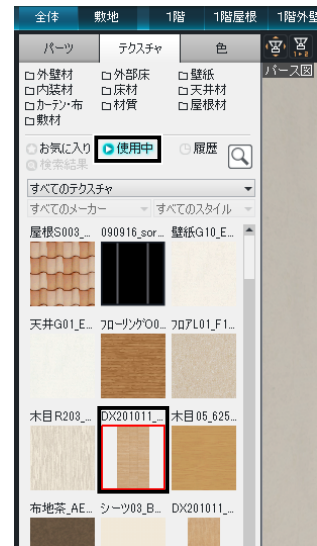 全体 敷地 1階 1階屋根 1階外壁
パーツ テクスチャ 色
パース図
外壁材 外部床 壁紙
内装材 床材 天井材
カーテン・布 材質 屋根材
敷材
お気に入り 使用中 履歴
検索結果
すべてのテクスチャ
すべてのメーカー すべてのスタイル
屋根S003_... 090916_sor... 壁紙G10_E...
天井G01_E... フローリングO0... フロアL01_F1...
木目R203_... DX201011_... 木目05_625...
布地茶_AE... シーツ03_B... DX201011_...